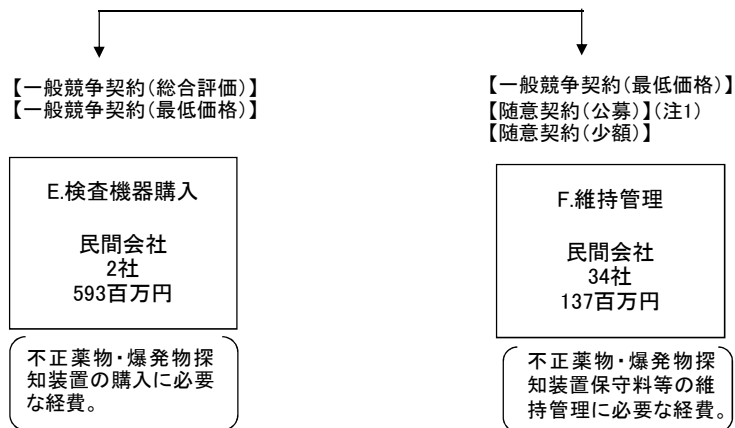 【一般競争契約(総合評価)】
【一般競争契約(最低価格)】
E.検査機器購入
民間会社
2社
593百万円
不正薬物・爆発物探
知装置の購入に必要
な経費。
【一般競争契約(最低価格)】
【随意契約(公募)】(注1)
【随意契約(少額)】
F.維持管理
民間会社
34社
137百万円
不正薬物・爆発物探
知装置保守料等の維
持管理に必要な経費。